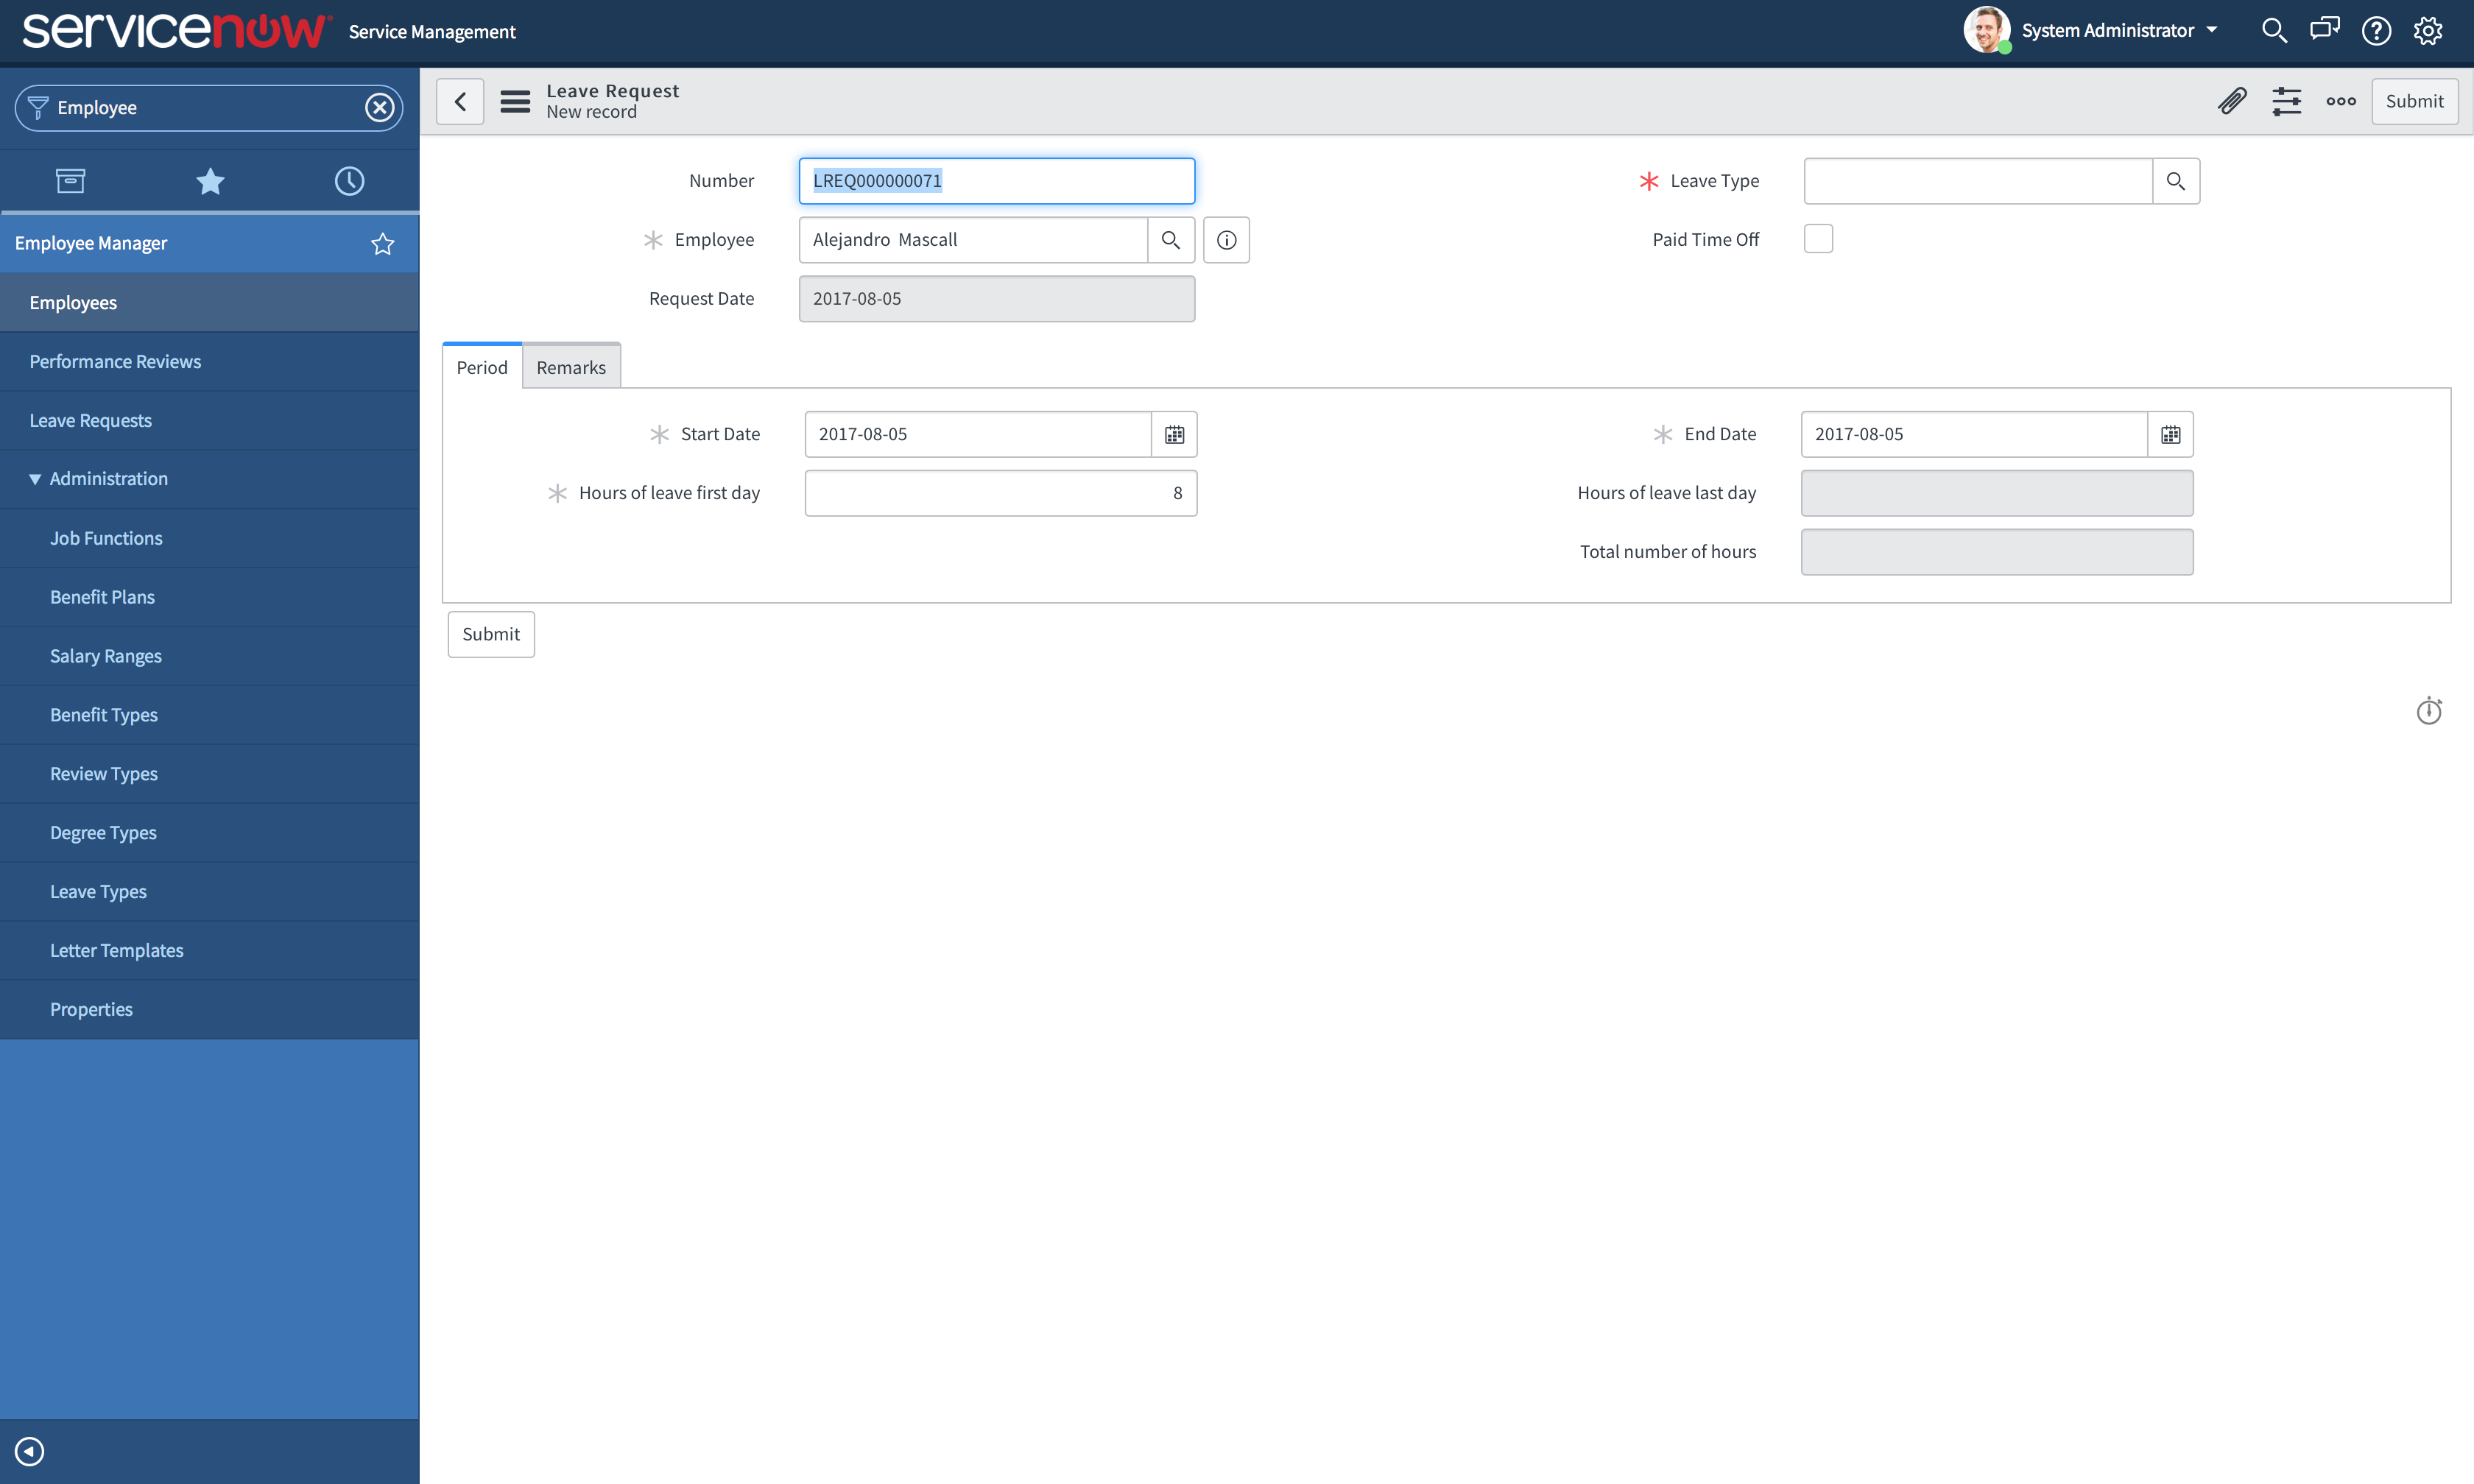 servicenow Service Management
System Administrator
Employee
Employee Manager
Employees
Performance Reviews
Leave Requests
Administration
Job Functions
Benefit Plans
Salary Ranges
Benefit Types
Review Types
Degree Types
Leave Types
Letter Templates
Properties
Leave Request
New record
Submit
Number LREQ000000071
Leave Type
Employee Alejandro Mascall
Paid Time Off
Request Date 2017-08-05
Period Remarks
Start Date 2017-08-05
End Date 2017-08-05
Hours of leave first day 8
Hours of leave last day
Total number of hours
Submit